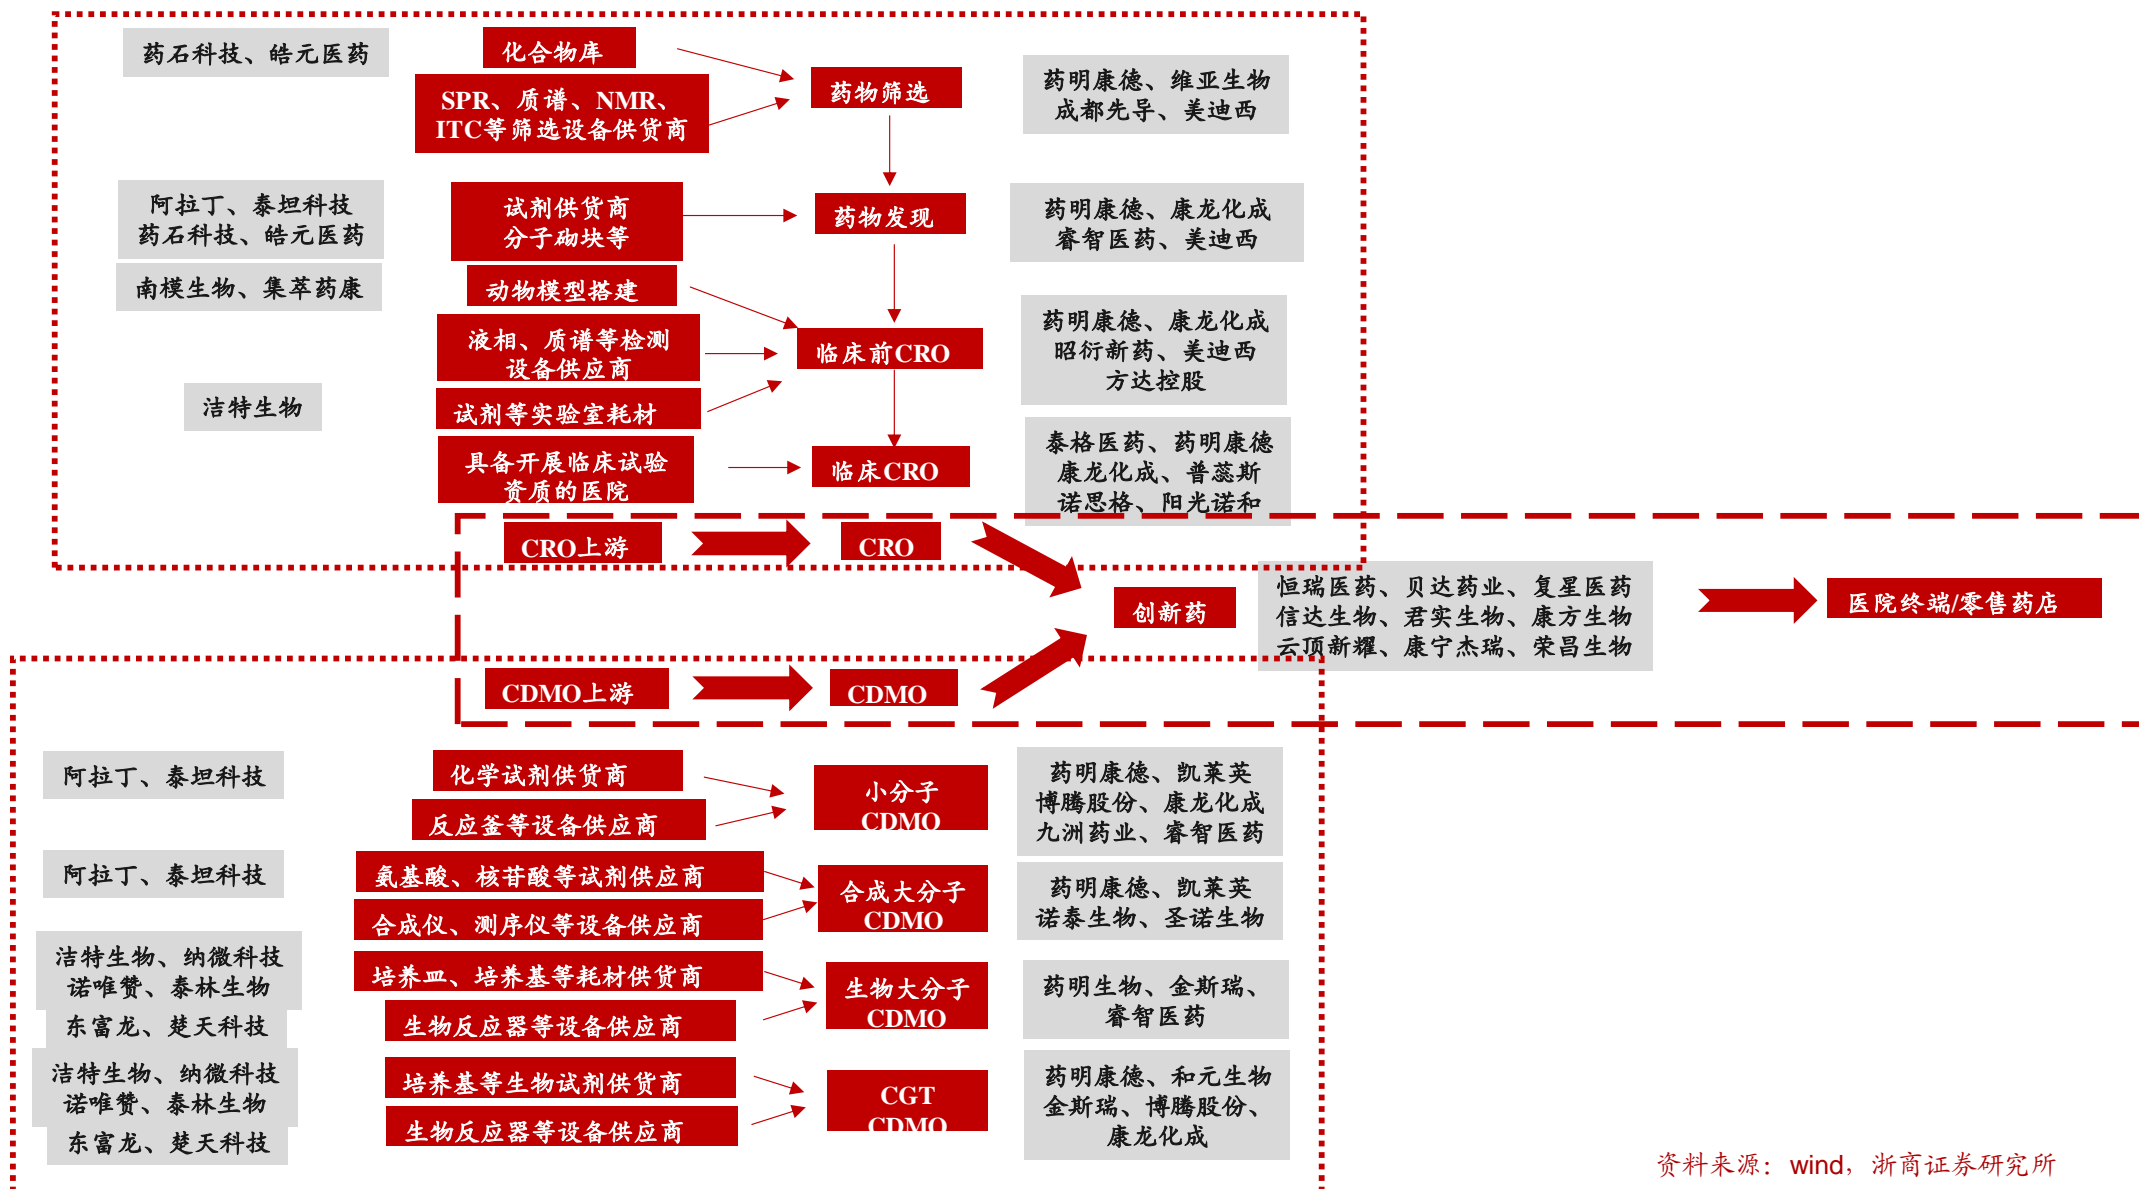 药石科技、皓元医药
化合物库
SPR、质谱、NMR、
ITC等筛选设备供货商
药物筛选
药明康德、维亚生物
成都先导、美迪西
阿拉丁、泰坦科技
药石科技、皓元医药
试剂供货商
分子砌块等
药物发现
药明康德、康龙化成
睿智医药、美迪西
南模生物、集萃药康
动物模型搭建
液相、质谱等检测
设备供应商
临床前CRO
药明康德、康龙化成
昭衍新药、美迪西
方达控股
洁特生物
试剂等实验室耗材
具备开展临床试验
资质的医院
临床CRO
泰格医药、药明康德
康龙化成、普蕊斯
诺思格、阳光诺和
CRO上游
CRO
创新药
恒瑞医药、贝达药业、复星医药
信达生物、君实生物、康方生物
云顶新耀、康宁杰瑞、荣昌生物
医院终端/零售药店
CDMO上游
CDMO
阿拉丁、泰坦科技
化学试剂供货商
反应釜等设备供应商
小分子
CDMO
药明康德、凯莱英
博腾股份、康龙化成
九洲药业、睿智医药
阿拉丁、泰坦科技
氨基酸、核苷酸等试剂供应商
合成仪、测序仪等设备供应商
合成大分子
CDMO
药明康德、凯莱英
诺泰生物、圣诺生物
洁特生物、纳微科技
诺唯赞、泰林生物
东富龙、楚天科技
培养皿、培养基等耗材供货商
生物反应器等设备供应商
生物大分子
CDMO
药明生物、金斯瑞、
睿智医药
洁特生物、纳微科技
诺唯赞、泰林生物
东富龙、楚天科技
培养基等生物试剂供货商
生物反应器等设备供应商
CGT
CDMO
药明康德、和元生物
金斯瑞、博腾股份、
康龙化成
资料来源：wind，浙商证券研究所